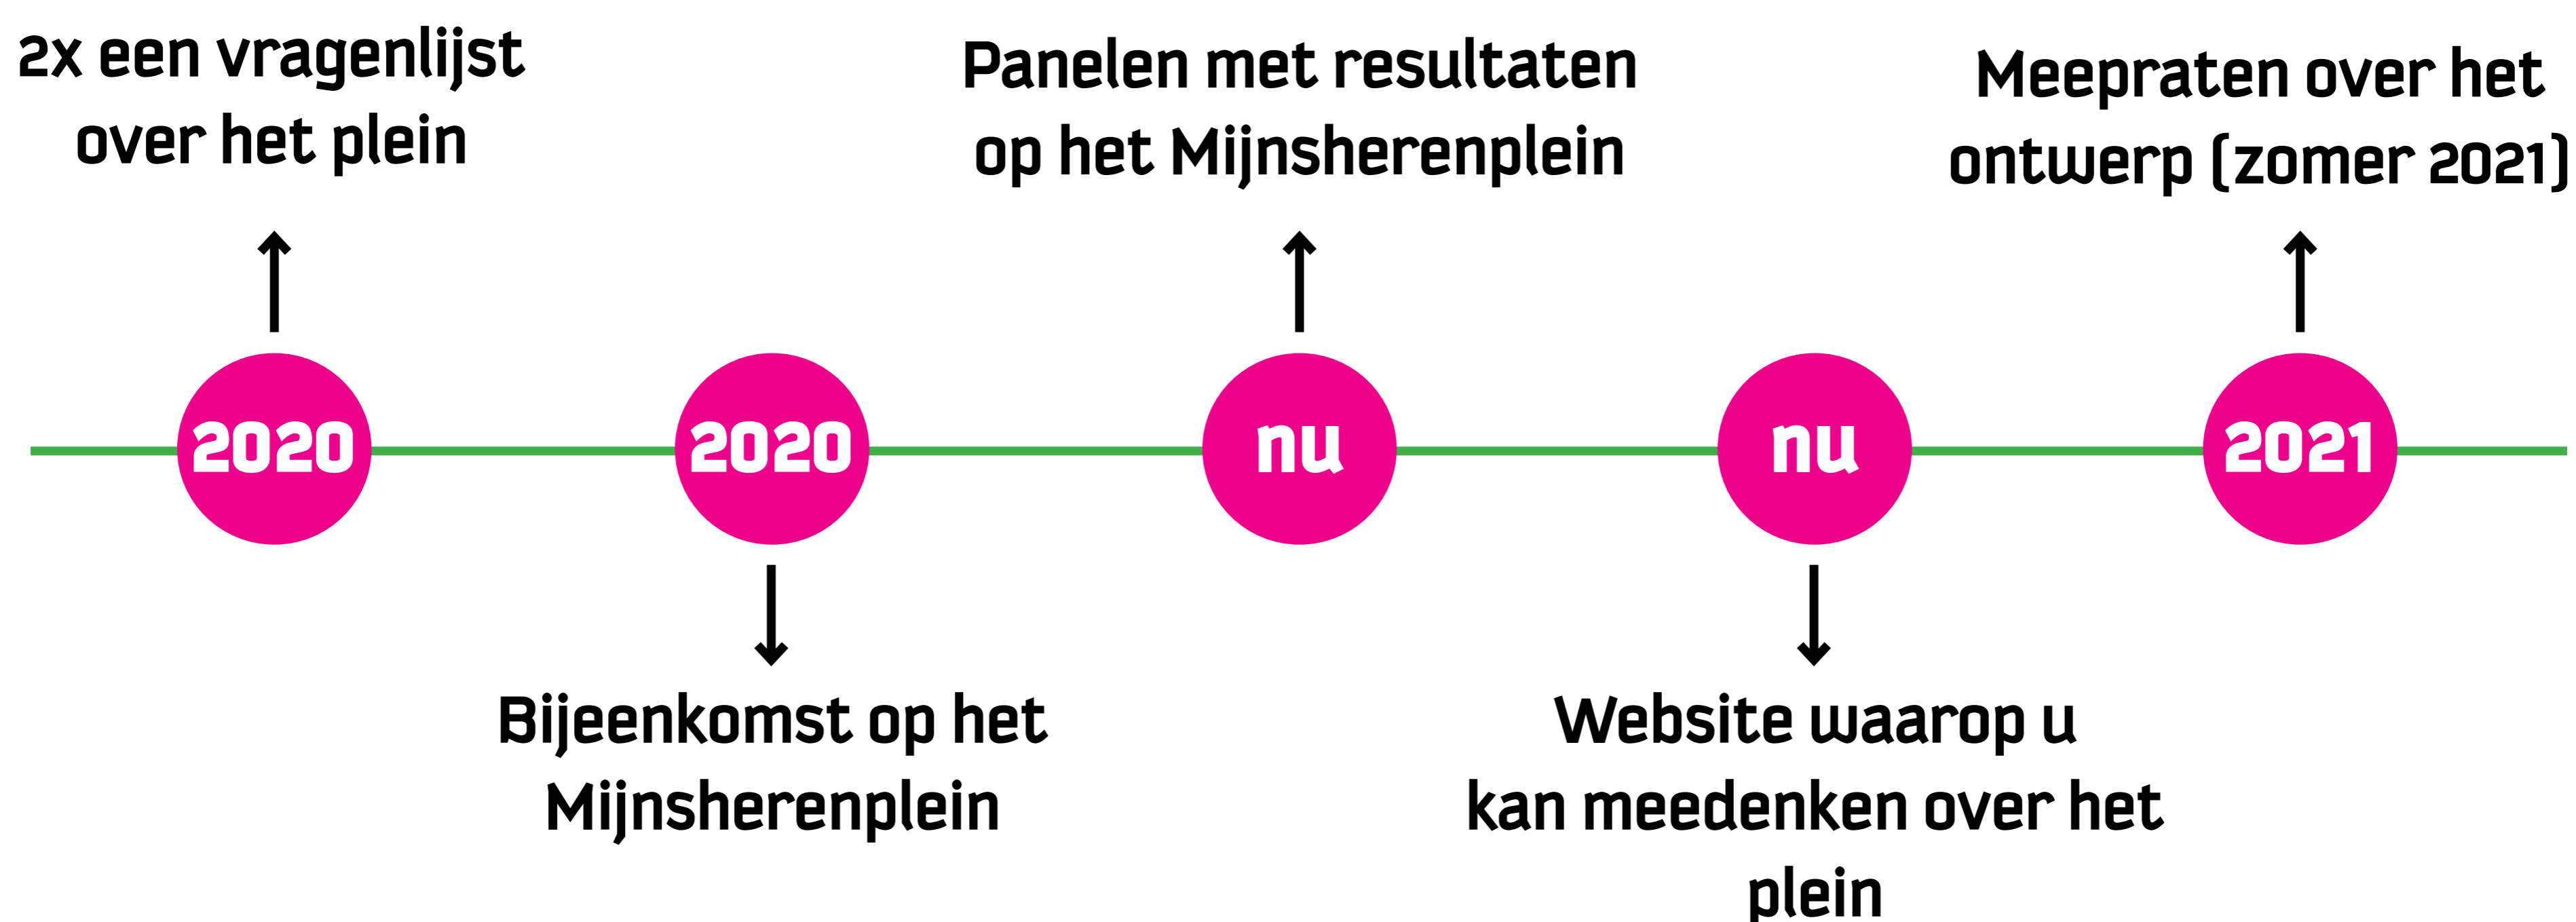 2x een vragenlijst
over het plein
Panelen met resultaten
op het Mijnsherenplein
Meepraten over het
ontwerp (zomer 2021)
2020
2020
nu
nu
2021
Bijeenkomst op het
Mijnsherenplein
Website waarop u
kan meedenken over het
plein